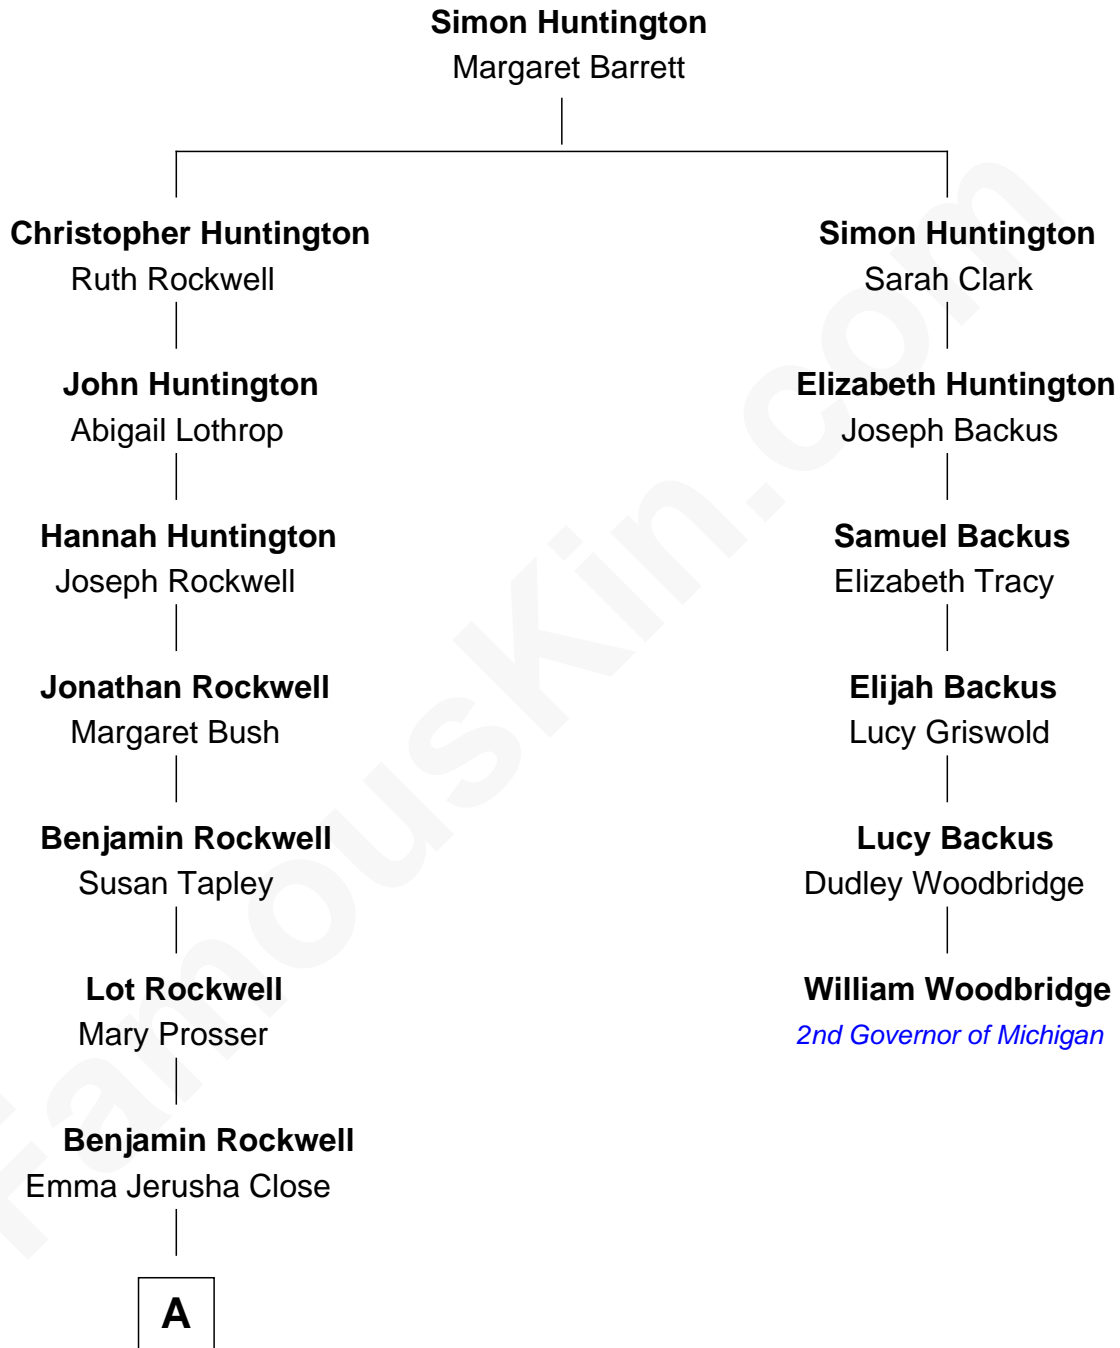 Simon Huntington
Margaret Barrett
Christopher Huntington
Ruth Rockwell
John Huntington
Abigail Lothrop
Hannah Huntington
Joseph Rockwell
Jonathan Rockwell
Margaret Bush
Benjamin Rockwell
Susan Tapley
Lot Rockwell
Mary Prosser
Benjamin Rockwell
Emma Jerusha Close
A
Simon Huntington
Sarah Clark
Elizabeth Huntington
Joseph Backus
Samuel Backus
Elizabeth Tracy
Elijah Backus
Lucy Griswold
Lucy Backus
Dudley Woodbridge
William Woodbridge
2nd Governor of Michigan
FamousKin.com